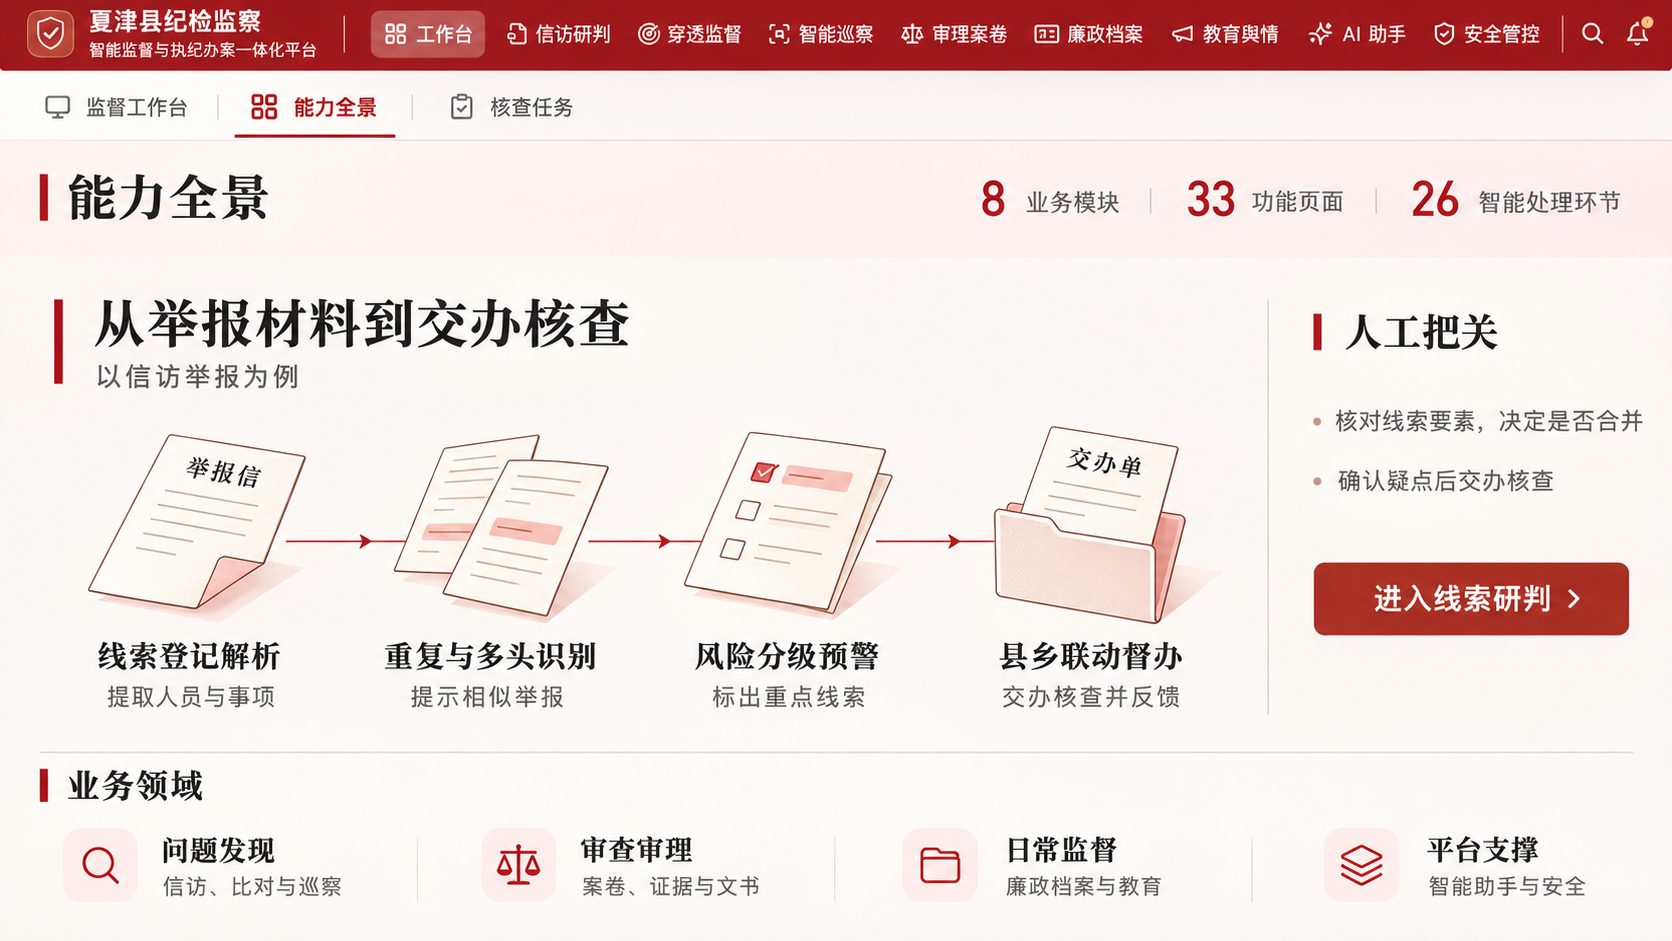 夏津县纪检监察
智能监督与执纪办案一体化平台
工作台
信访研判
穿透监督
智能巡察
审理案卷
廉政档案
教育舆情
AI 助手
安全管控
监督工作台
能力全景
核查任务
能力全景
8 业务模块
33 功能页面
26 智能处理环节
从举报材料到交办核查
以信访举报为例
举报信
交办单
线索登记解析
提取人员与事项
重复与多头识别
提示相似举报
风险分级预警
标出重点线索
县乡联动督办
交办核查并反馈
人工把关
核对线索要素，决定是否合并
确认疑点后交办核查
进入线索研判
业务领域
问题发现
信访、比对与巡察
审查审理
案卷、证据与文书
日常监督
廉政档案与教育
平台支撑
智能助手与安全